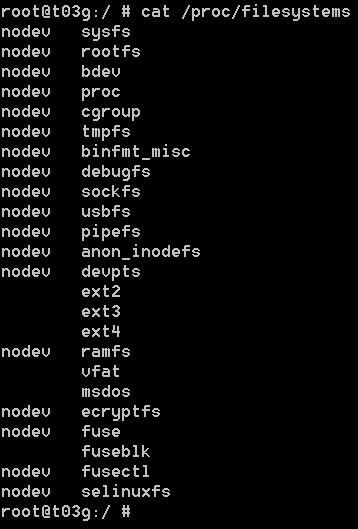 root@t03g:/ # cat /proc/filesystems
nodev   sysfs
nodev   rootfs
nodev   bdev
nodev   proc
nodev   cgroup
nodev   tmpfs
nodev   binfmt_misc
nodev   debugfs
nodev   sockfs
nodev   usbfs
nodev   pipefs
nodev   anon_inodefs
nodev   devpts
        ext2
        ext3
        ext4
nodev   ramfs
        vfat
        msdos
nodev   ecryptfs
nodev   fuse
        fuseblk
nodev   fusectl
nodev   selinuxfs
root@t03g:/ #